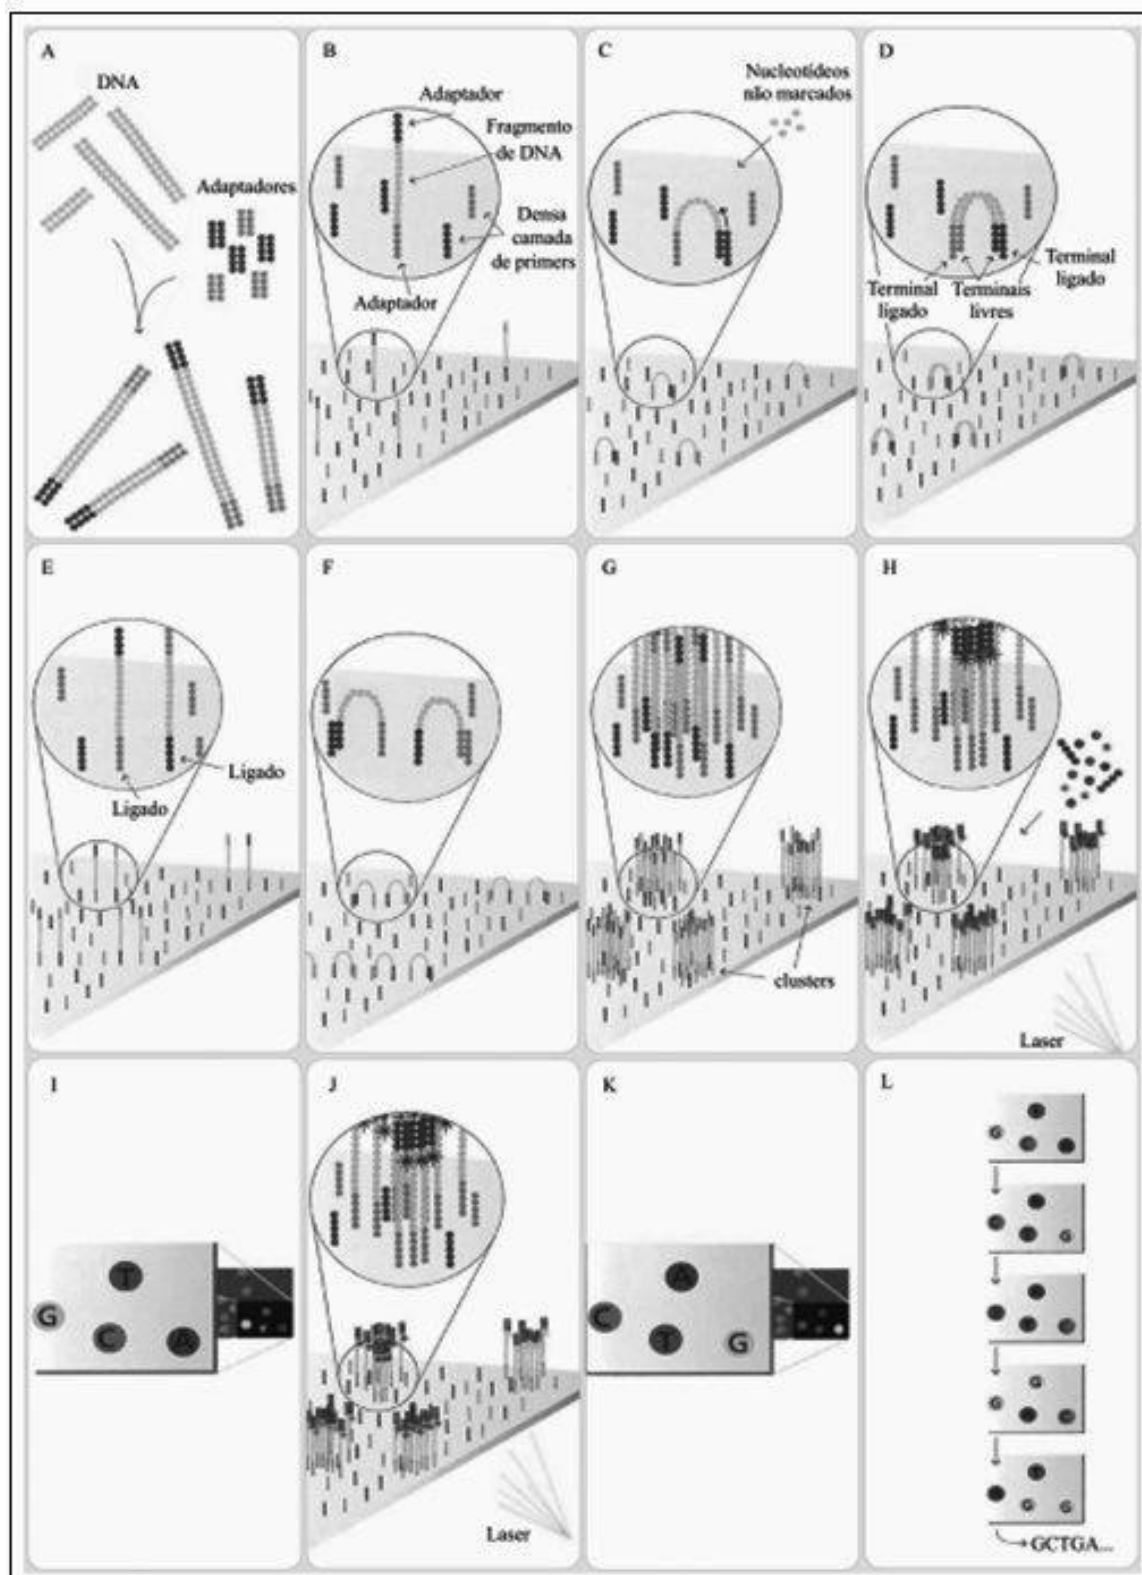 A
DNA
Adaptadores
B
Adaptador
Fragmento
de DNA
Densa
camada
de primers
Adaptador
C
Nucleotídeos
não marcados
D
Terminal
ligado
Terminais
livres
Terminal
ligado
E
Ligado
Ligado
F
G
clusters
H
Laser
I
T
G
C
A
J
Laser
K
A
C
T
G
L
T
G
G
G
G
T
G
G
GCTGA...